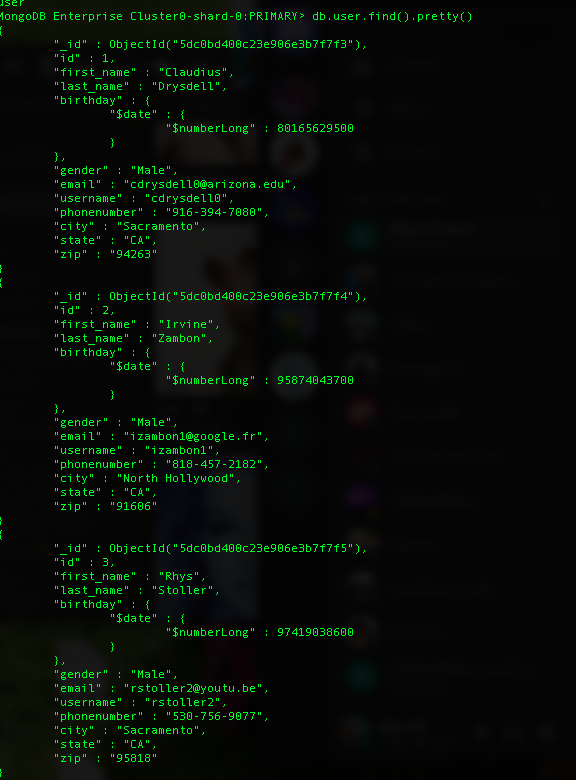 user
MongoDB Enterprise Cluster0-shard-0:PRIMARY> db.user.find().pretty()
{
"_id" : ObjectId("5dc0bd400c23e906e3b7f7f3"),
"id" : 1,
"first_name" : "Claudius",
"last_name" : "Drysdell",
"birthday" : {
"$date" : {
"$numberLong" : 80165629500
}
},
"gender" : "Male",
"email" : "cdrysdell0@arizona.edu",
"username" : "cdrysdell0",
"phonenumber" : "916-394-7080",
"city" : "Sacramento",
"state" : "CA",
"zip" : "94263"
}
{
"_id" : ObjectId("5dc0bd400c23e906e3b7f7f4"),
"id" : 2,
"first_name" : "Irvine",
"last_name" : "Zambon",
"birthday" : {
"$date" : {
"$numberLong" : 95874043700
}
},
"gender" : "Male",
"email" : "izambon1@google.fr",
"username" : "izambon1",
"phonenumber" : "818-457-2182",
"city" : "North Hollywood",
"state" : "CA",
"zip" : "91606"
}
{
"_id" : ObjectId("5dc0bd400c23e906e3b7f7f5"),
"id" : 3,
"first_name" : "Rhys",
"last_name" : "Stoller",
"birthday" : {
"$date" : {
"$numberLong" : 97419038600
}
},
"gender" : "Male",
"email" : "rstoller2@youtu.be",
"username" : "rstoller2",
"phonenumber" : "530-756-9077",
"city" : "Sacramento",
"state" : "CA",
"zip" : "95818"
}